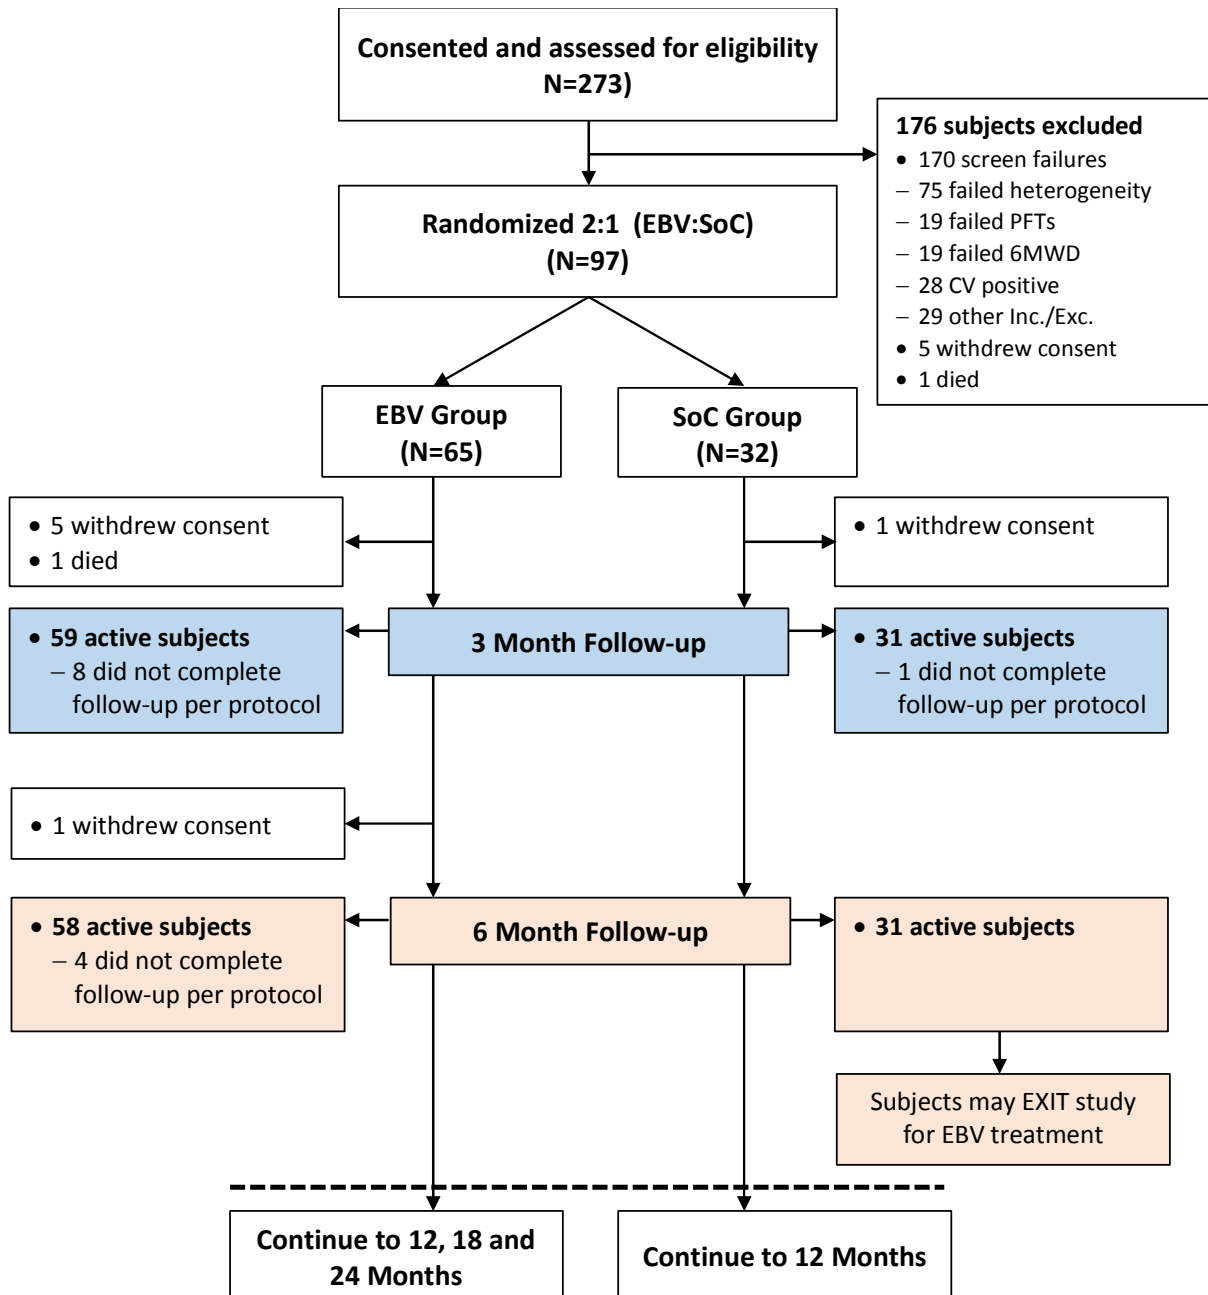 Consented and assessed for eligibility
N=273)
176 subjects excluded
• 170 screen failures
– 75 failed heterogeneity
– 19 failed PFTs
– 19 failed 6MWD
– 28 CV positive
– 29 other Inc./Exc.
• 5 withdrew consent
• 1 died
Randomized 2:1 (EBV:SoC)
(N=97)
EBV Group
(N=65)
SoC Group
(N=32)
• 5 withdrew consent
• 1 died
• 1 withdrew consent
• 59 active subjects
– 8 did not complete
follow-up per protocol
3 Month Follow-up
• 31 active subjects
– 1 did not complete
follow-up per protocol
• 1 withdrew consent
• 58 active subjects
– 4 did not complete
follow-up per protocol
6 Month Follow-up
• 31 active subjects
Subjects may EXIT study
for EBV treatment
Continue to 12, 18 and
24 Months
Continue to 12 Months